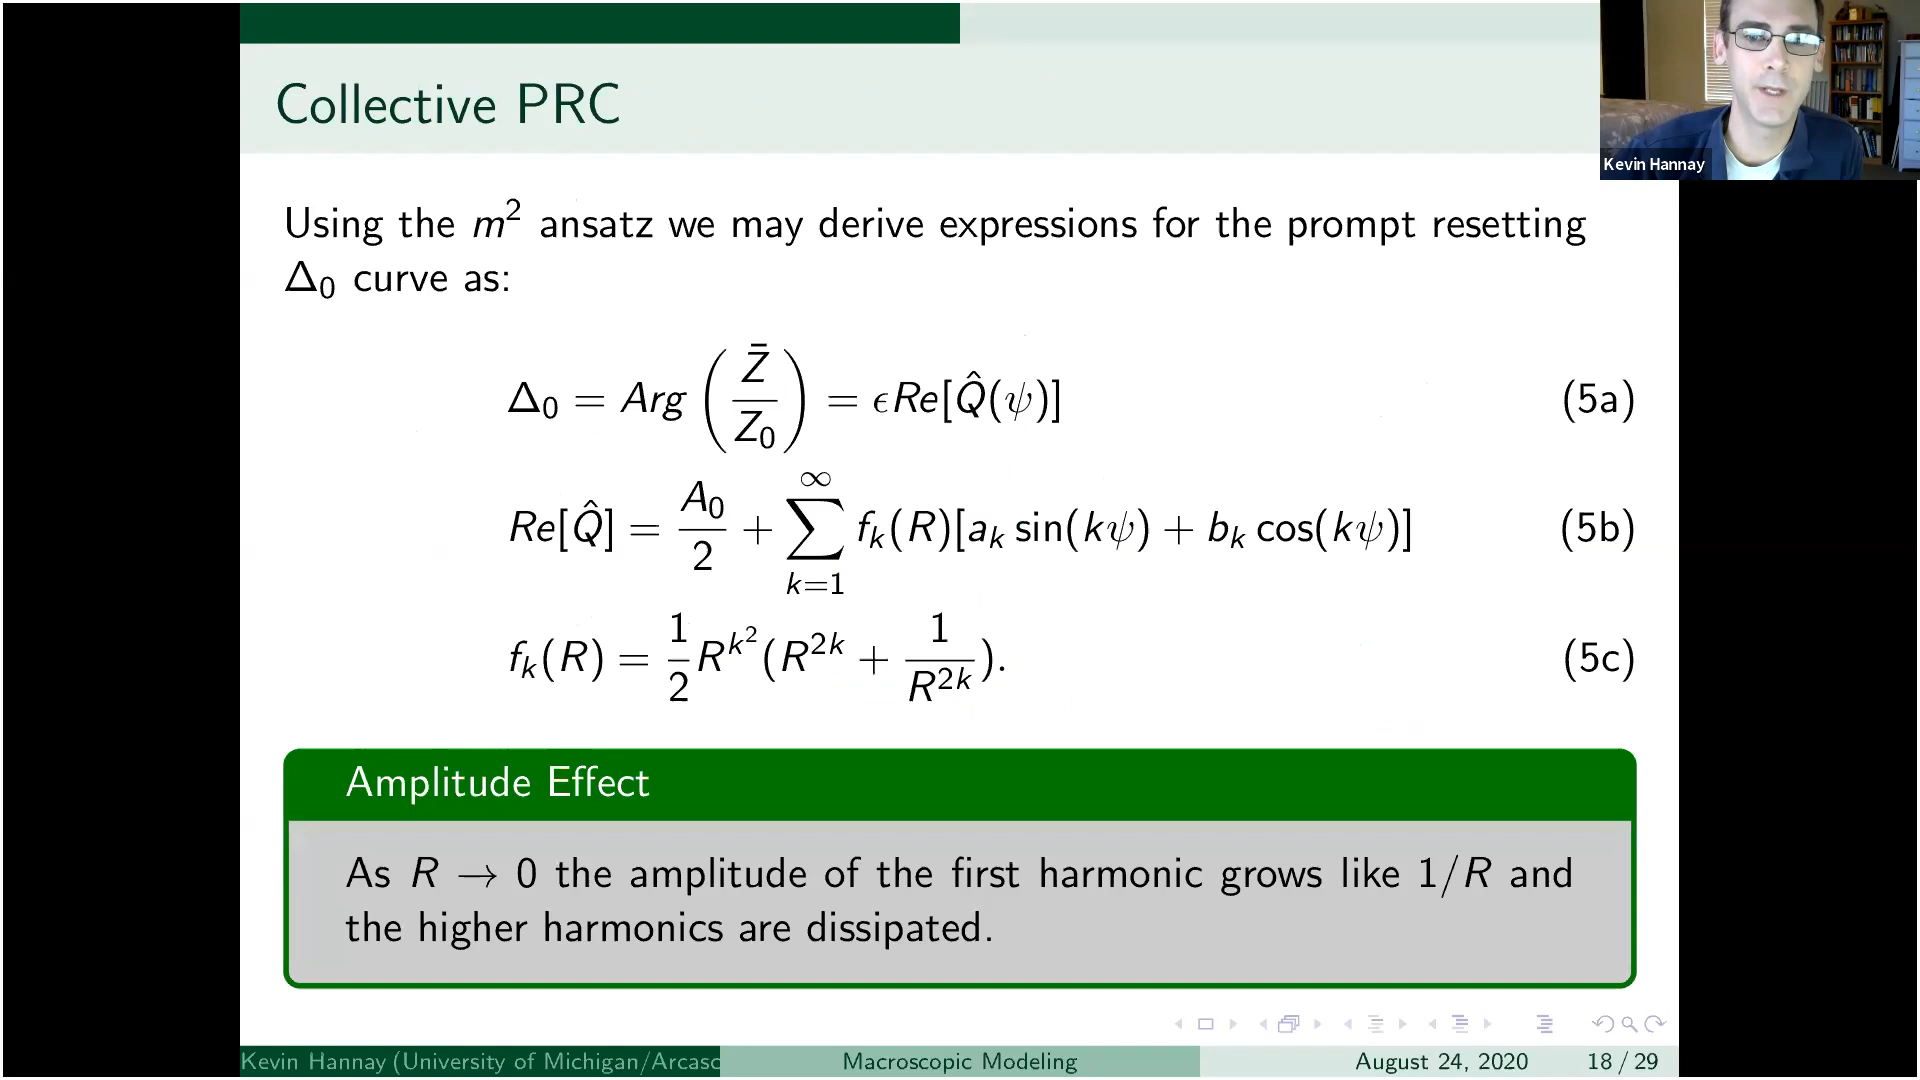 Collective PRC
Kevin Hannay
Using the m² ansatz we may derive expressions for the prompt resetting
Δ₀ curve as:
Δ₀ = Arg ( Z̄ / Z₀ ) = ϵRe[Q̂(ψ)] (5a)
Re[Q̂] = A₀/2 + ∑_{k=1}^{∞} f_k(R)[a_k sin(kψ) + b_k cos(kψ)] (5b)
f_k(R) = 1/2 R^{k²}(R^{2k} + 1/R^{2k}). (5c)
Amplitude Effect
As R → 0 the amplitude of the first harmonic grows like 1/R and
the higher harmonics are dissipated.
Kevin Hannay (University of Michigan/Arcasc Macroscopic Modeling August 24, 2020 18 / 29